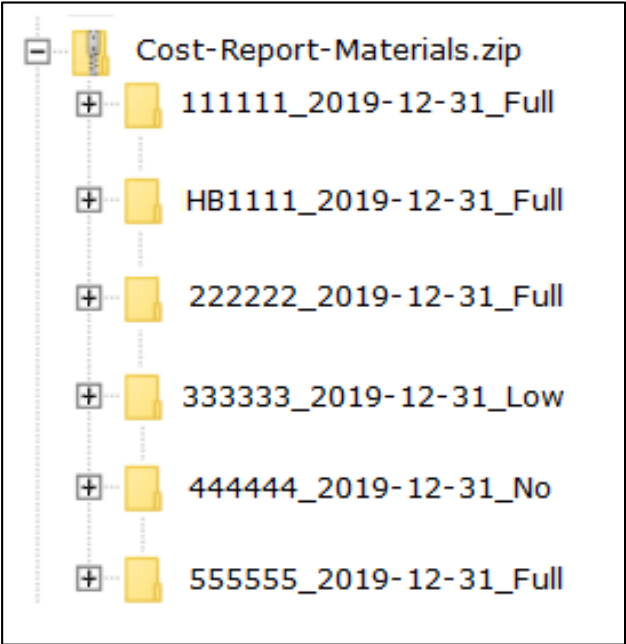 Cost-Report-Materials.zip
111111_2019-12-31_Full
HB1111_2019-12-31_Full
222222_2019-12-31_Full
333333_2019-12-31_Low
444444_2019-12-31_No
555555_2019-12-31_Full